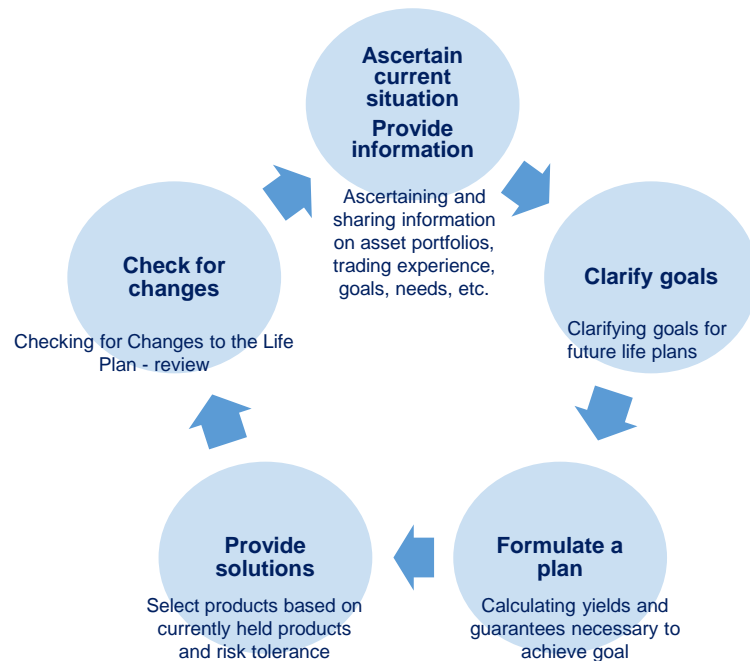 Ascertain
current
situation
Provide
information
Ascertaining and
sharing information
on asset portfolios,
trading experience,
goals, needs, etc.
Clarify goals
Clarifying goals for
future life plans
Formulate a
plan
Calculating yields and
guarantees necessary to
achieve goal
Provide
solutions
Select products based on
currently held products
and risk tolerance
Check for
changes
Checking for Changes to the Life
Plan - review